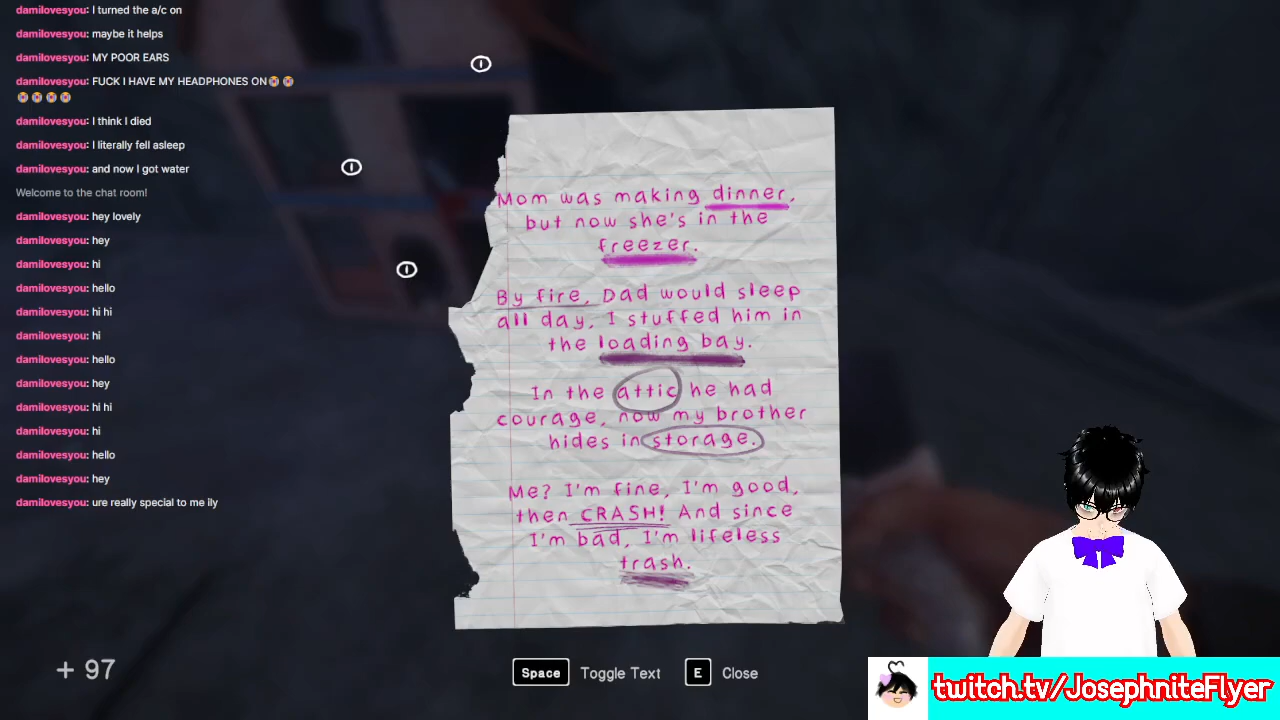 damilovesyou: I turned the a/c on
damilovesyou: maybe it helps
damilovesyou: MY POOR EARS
damilovesyou: FUCK I HAVE MY HEADPHONES ON😭😭
😭😭😭😭
damilovesyou: I think I died
damilovesyou: I literally fell asleep
damilovesyou: and now I got water
Welcome to the chat room!
damilovesyou: hey lovely
damilovesyou: hey
damilovesyou: hi
damilovesyou: hello
damilovesyou: hi hi
damilovesyou: hi
damilovesyou: hello
damilovesyou: hey
damilovesyou: hi hi
damilovesyou: hi
damilovesyou: hello
damilovesyou: hey
damilovesyou: ure really special to me ily
Mom was making dinner,
but now she's in the
freezer.
By fire, Dad would sleep
all day, I stuffed him in
the loading bay.
In the attic he had
courage, now my brother
hides in storage.
Me? I'm fine, I'm good,
then CRASH! And since
I'm bad, I'm lifeless
trash.
+ 97
Space Toggle Text E Close
twitch.tv/JosephniteFlyer